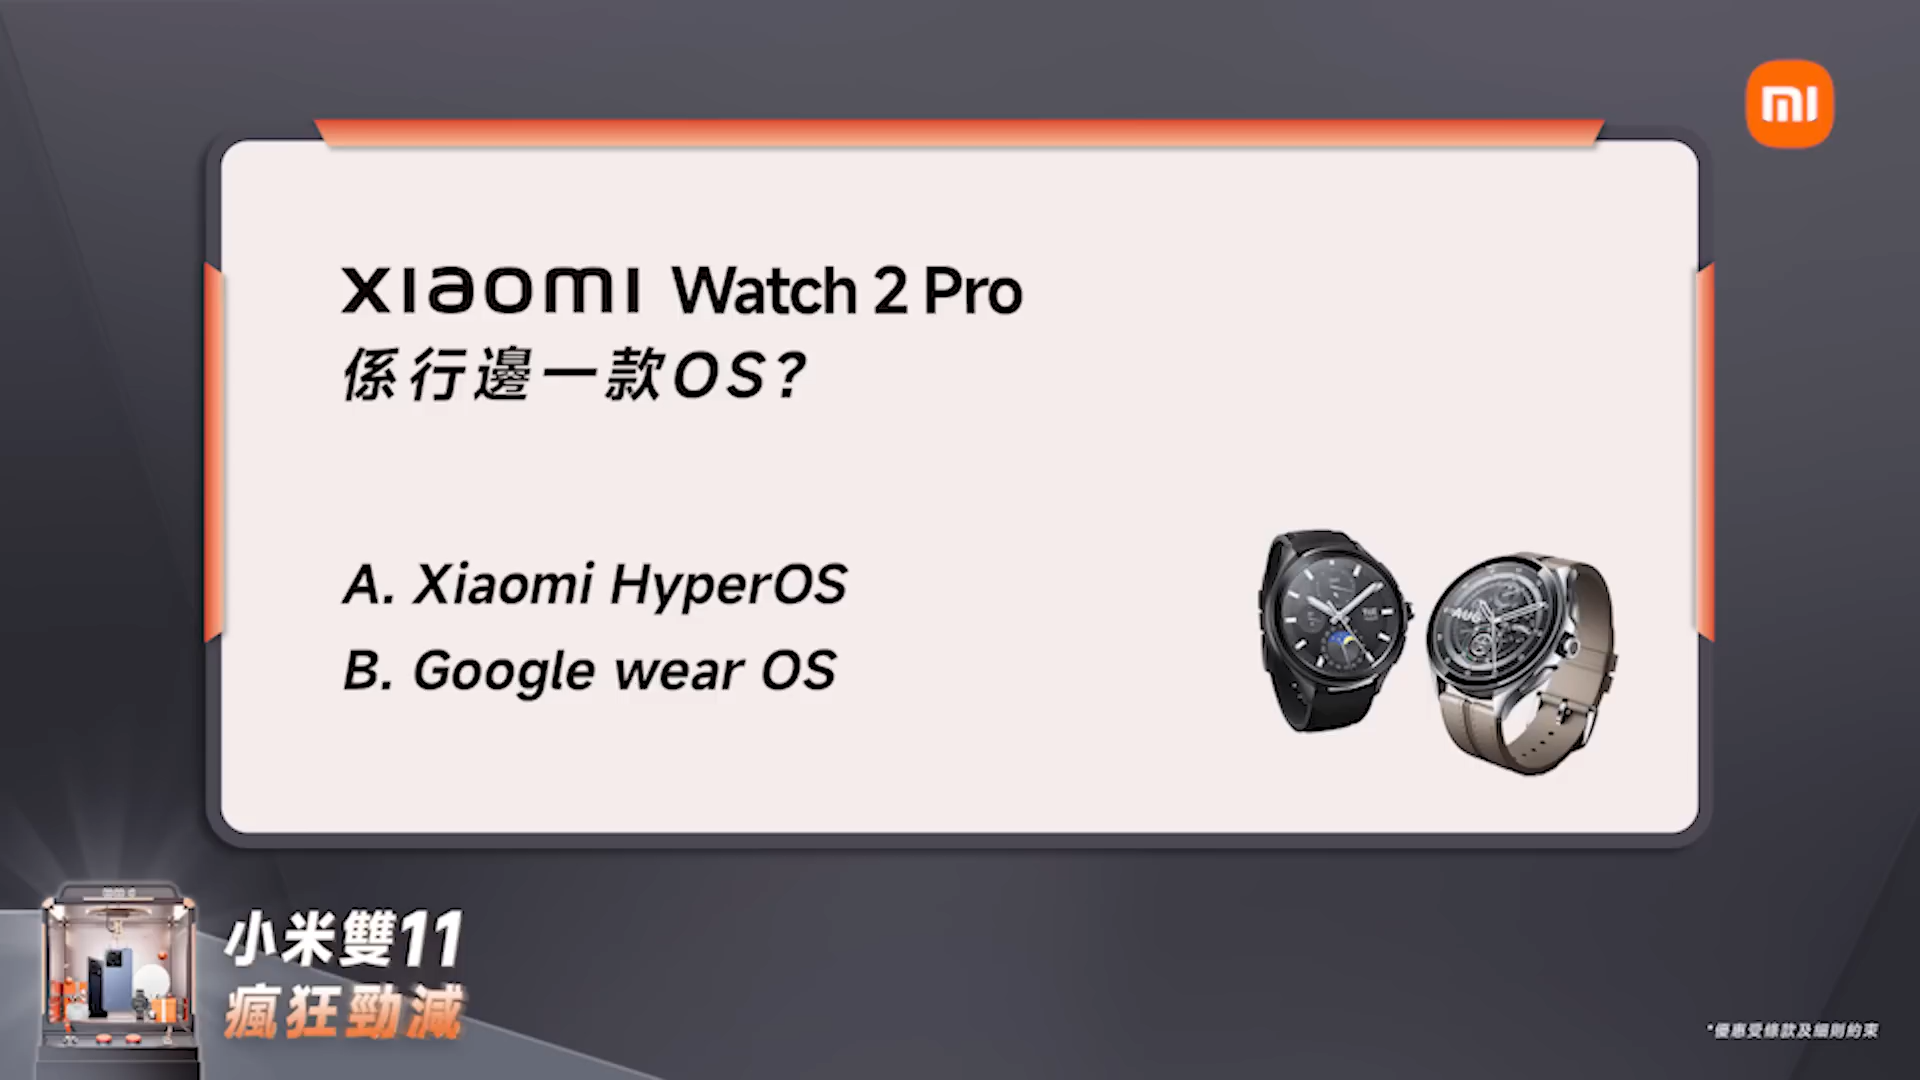 xiaomi Watch 2 Pro
係行邊一款OS?
A. Xiaomi HyperOS
B. Google wear OS
小米雙11
瘋狂勁減
*優惠受條款及細則約束